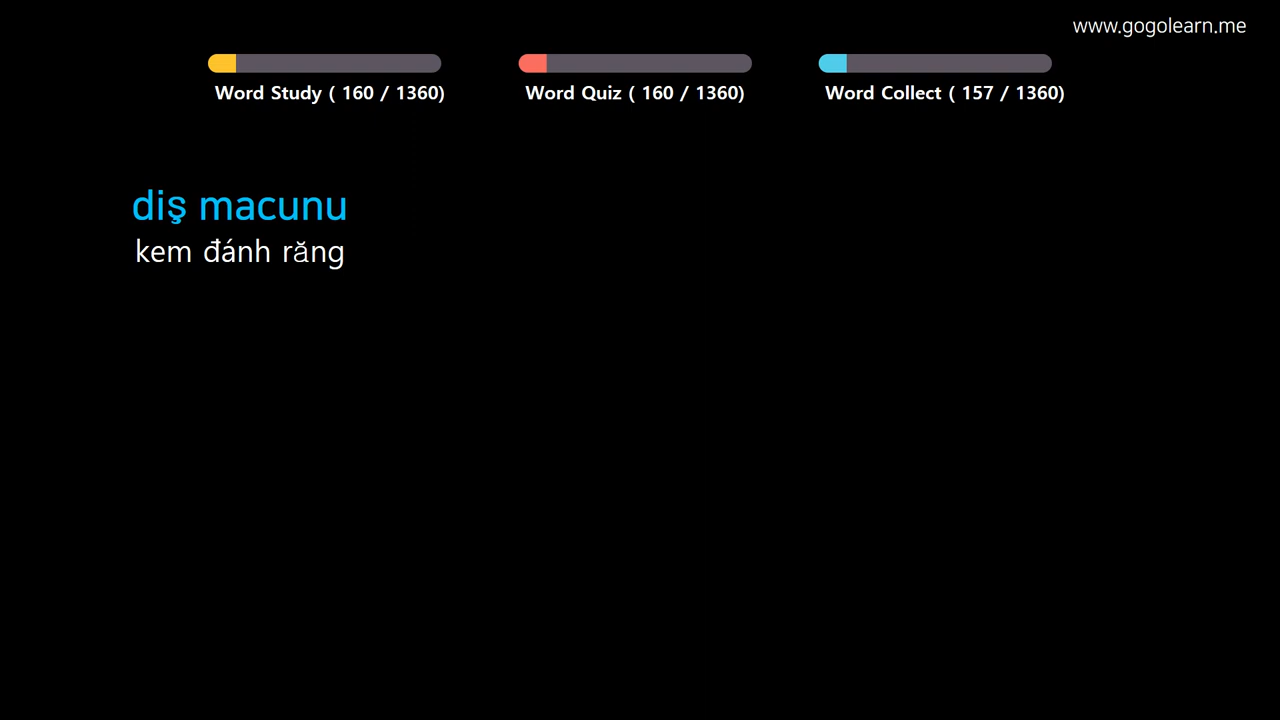 www.gogolearn.me
Word Study ( 160 / 1360)
Word Quiz ( 160 / 1360)
Word Collect ( 157 / 1360)
diş macunu
kem đánh răng